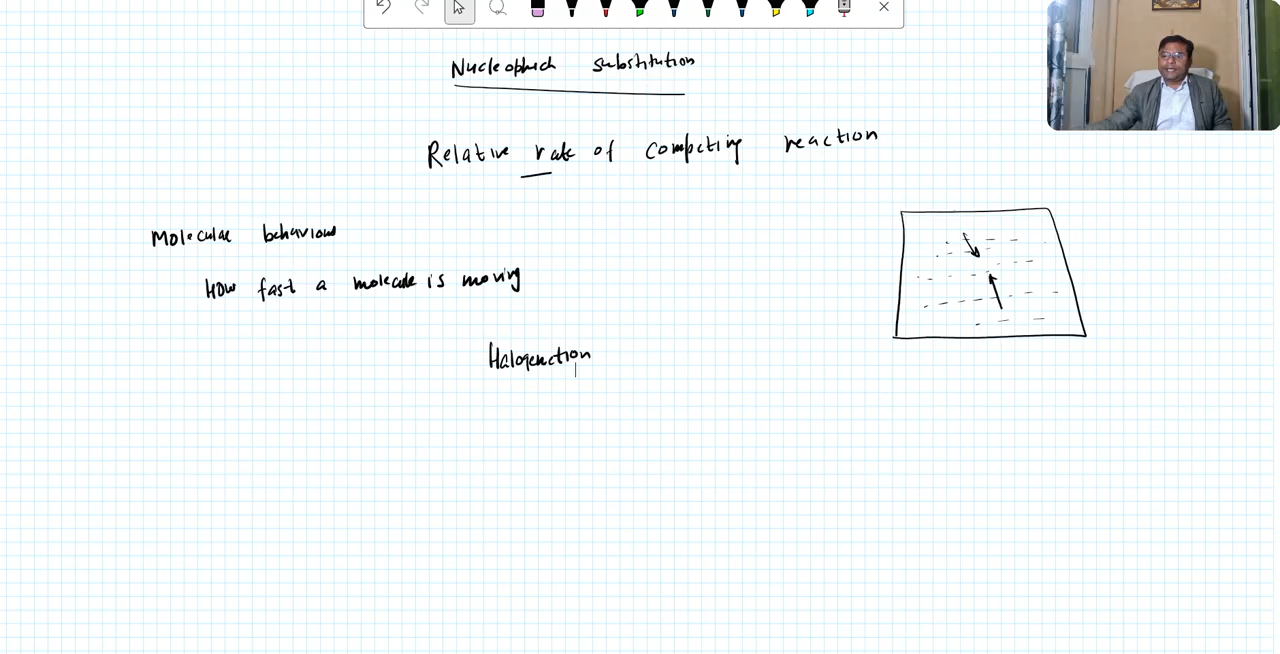 Nucleophilic substitution
Relative rate of competing reaction
Molecular behaviour
How fast a molecule is moving
Halogenation